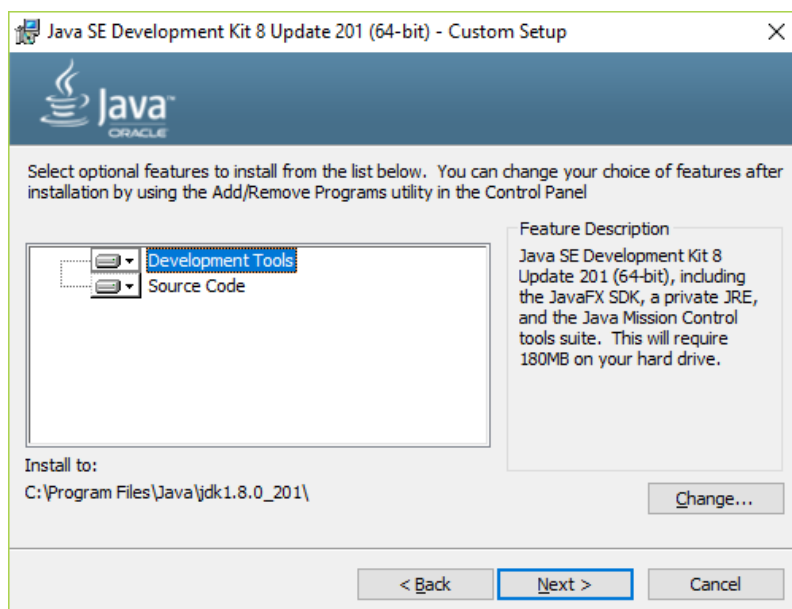 Java SE Development Kit 8 Update 201 (64-bit) - Custom Setup
Java™
ORACLE
Select optional features to install from the list below.  You can change your choice of features after
installation by using the Add/Remove Programs utility in the Control Panel
Development Tools
Source Code
Feature Description
Java SE Development Kit 8
Update 201 (64-bit), including
the JavaFX SDK, a private JRE,
and the Java Mission Control
tools suite.  This will require
180MB on your hard drive.
Install to:
C:\Program Files\Java\jdk1.8.0_201\
Change...
< Back
Next >
Cancel